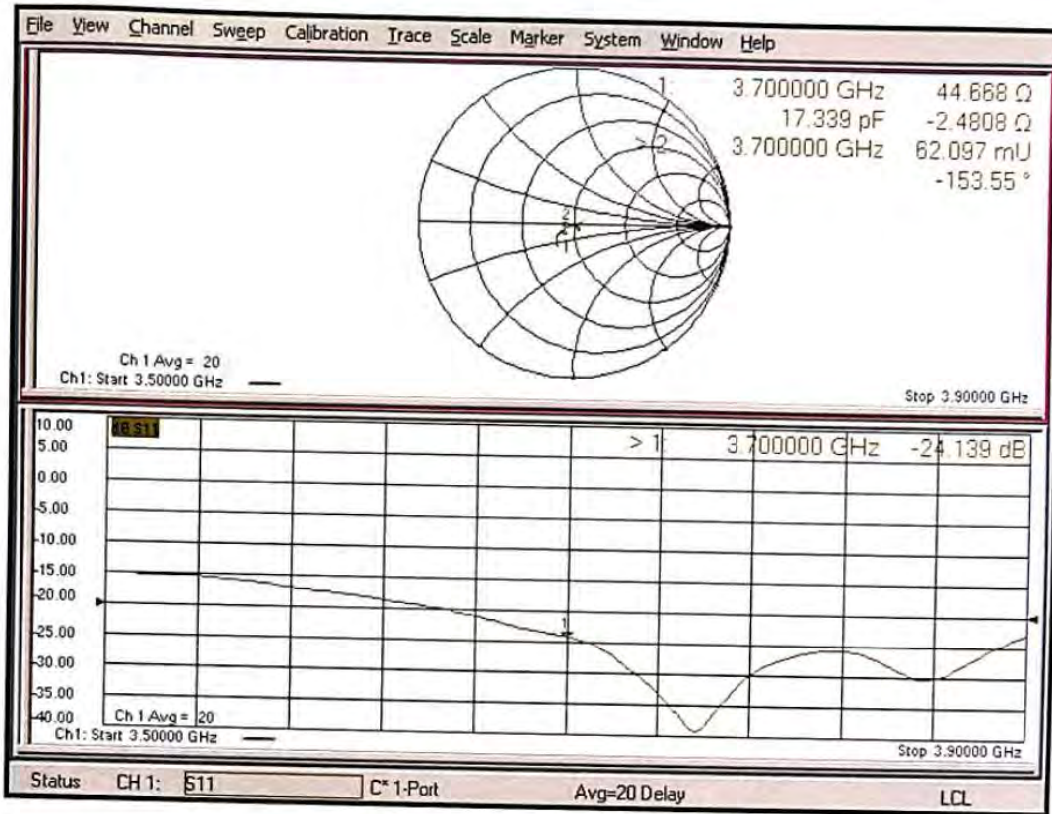 File View Channel Sweep Calibration Trace Scale Marker System Window Help
1: 3.700000 GHz 44.668 Ω
17.339 pF -2.4808 Ω
> 2 3.700000 GHz 62.097 mU
-153.55 °
2
1
Ch 1 Avg = 20
Ch1: Start 3.50000 GHz
Stop 3.90000 GHz
10.00
dB S11
> 1: 3.700000 GHz -24.139 dB
5.00
0.00
-5.00
-10.00
-15.00
-20.00
1
-25.00
-30.00
-35.00
-40.00
Ch 1 Avg = 20
Ch1: Start 3.50000 GHz
Stop 3.90000 GHz
Status CH 1: S11 C* 1-Port Avg=20 Delay LCL